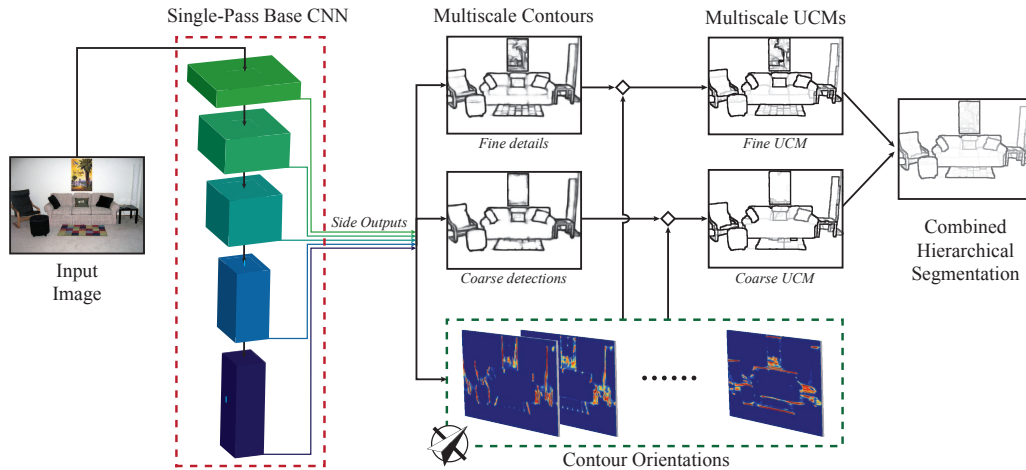 Single-Pass Base CNN
Multiscale Contours
Multiscale UCMs
Fine details
Fine UCM
Side Outputs
Input
Image
Coarse detections
Coarse UCM
Combined
Hierarchical
Segmentation
Contour Orientations